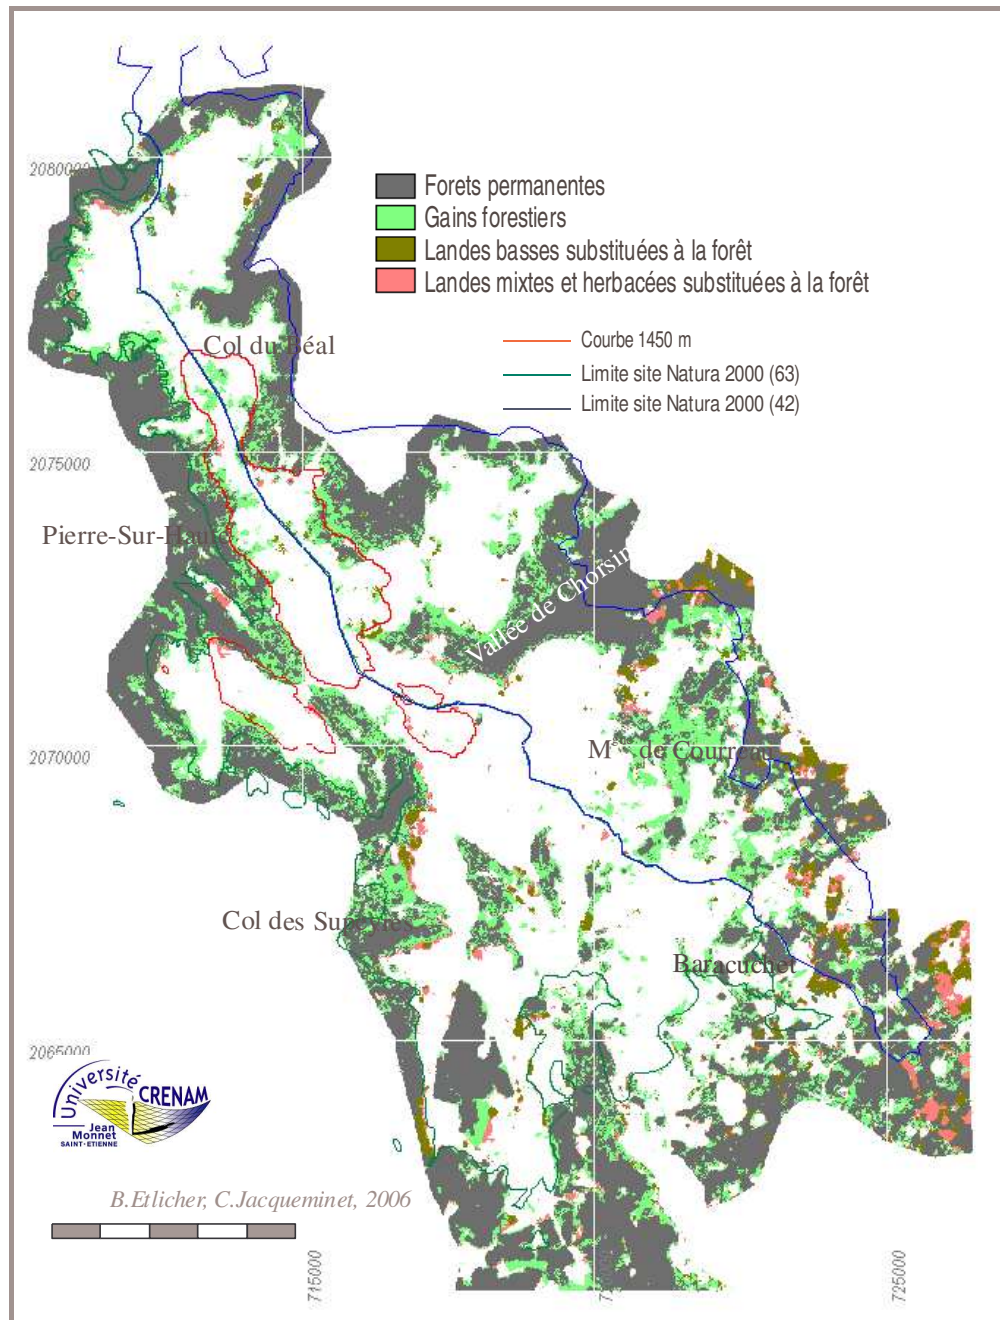 2080000
Forets permanentes
Gains forestiers
Landes basses substituées à la forêt
Landes mixtes et herbacées substituées à la forêt
Courbe 1450 m
Limite site Natura 2000 (63)
Limite site Natura 2000 (42)
Col du Béal
2075000
Pierre-Sur-Haute
Vallée de Chorsin
2070000
de Courreau
Col des Supeyres
Baracuchet
2065000
Université
CRENAM
Jean
Monnet
SAINT-ETIENNE
B.Etlicher, C.Jacqueminet, 2006
715000
725000